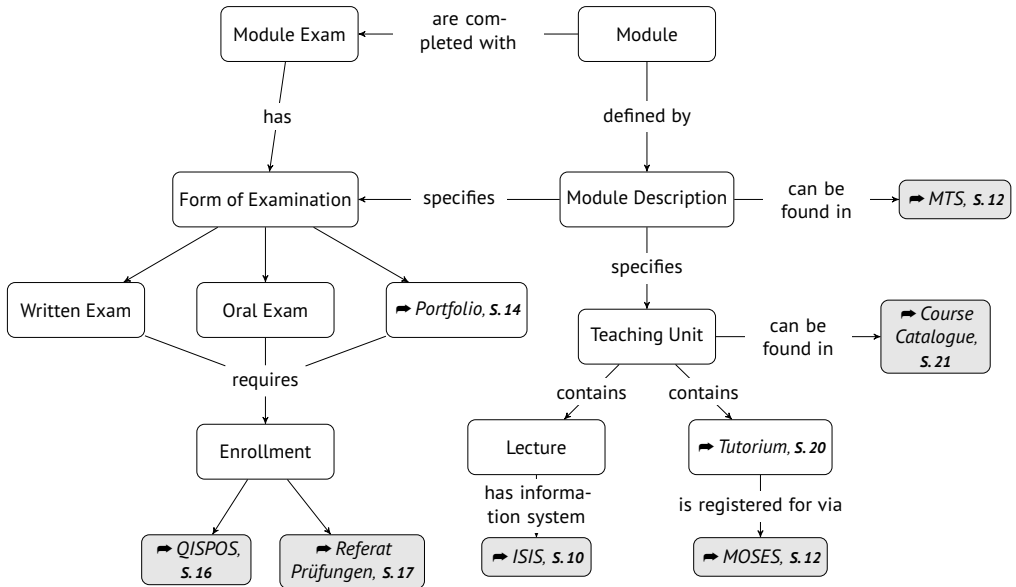 Module Exam
are com-
pleted with
Module
has
defined by
Form of Examination
specifies
Module Description
can be
found in
➦ MTS, S. 12
specifies
Written Exam
Oral Exam
➦ Portfolio, S. 14
Teaching Unit
can be
found in
➦ Course
Catalogue,
S. 21
requires
contains
contains
Enrollment
Lecture
➦ Tutorium, S. 20
has informa-
tion system
is registered for via
➦ QISPOS,
S. 16
➦ Referat
Prüfungen, S. 17
➦ ISIS, S. 10
➦ MOSES, S. 12